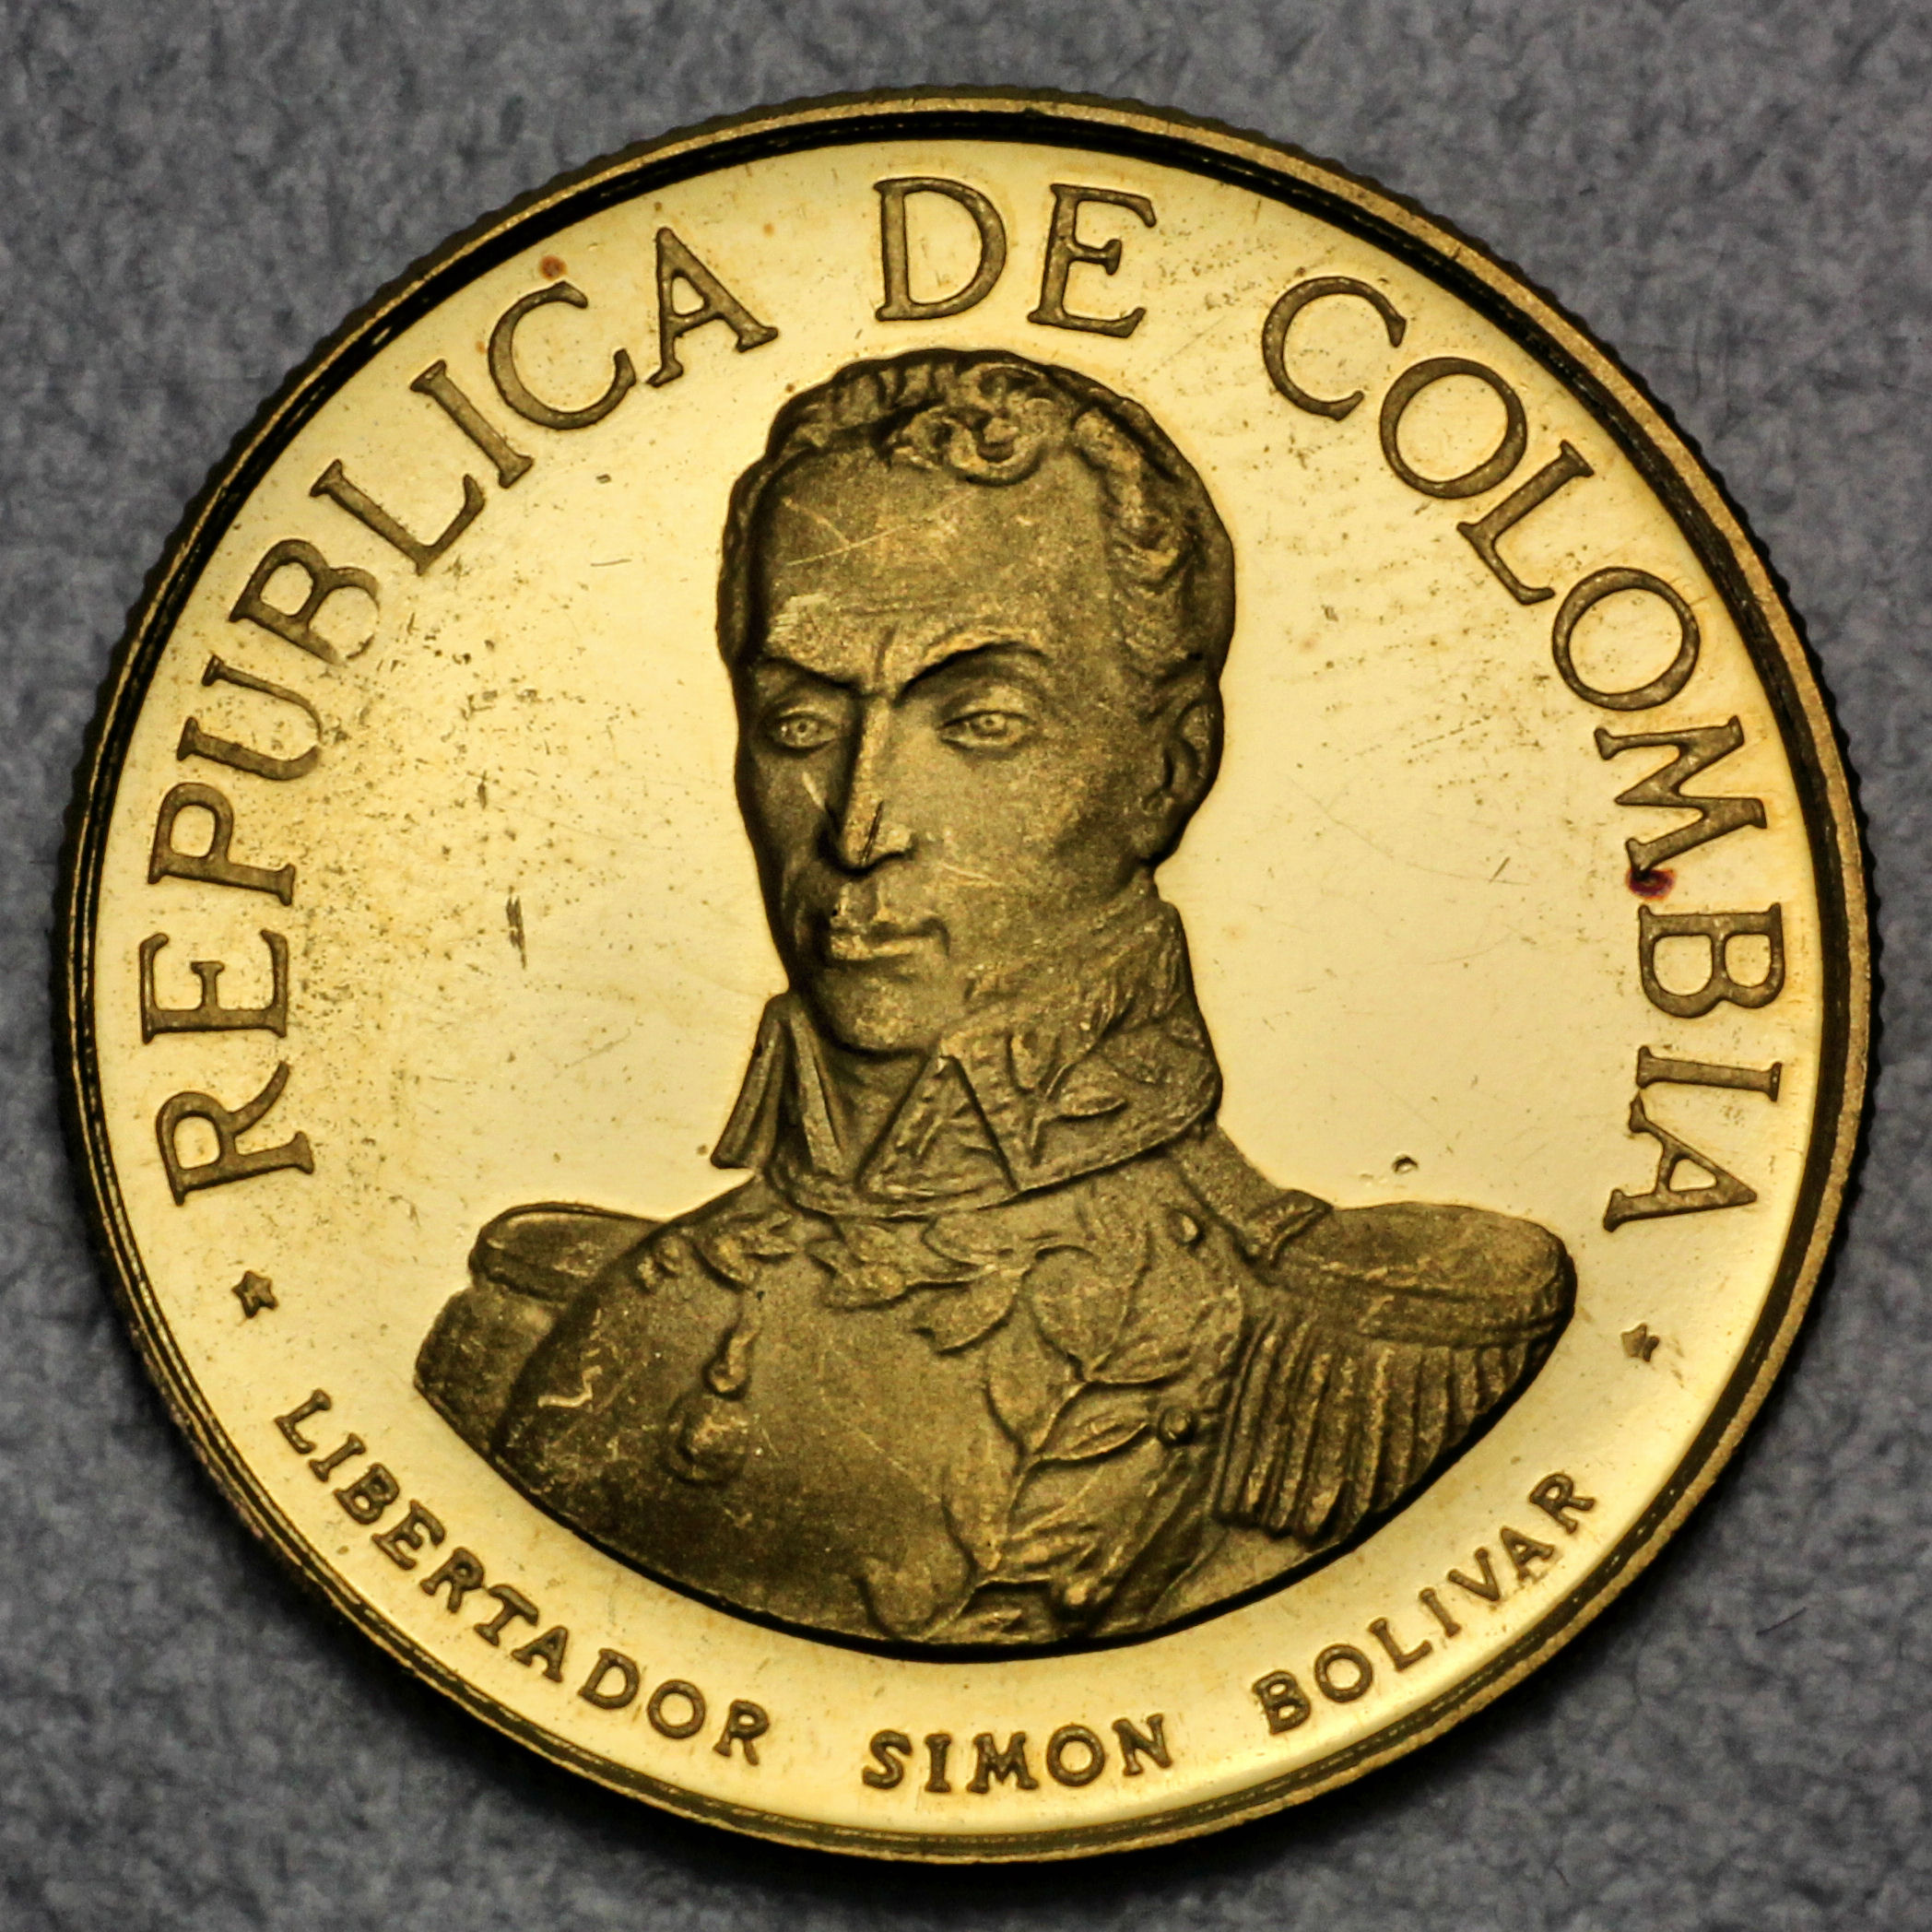 REPUBLICA DE COLOMBIA
LIBERTADOR SIMON BOLIVAR